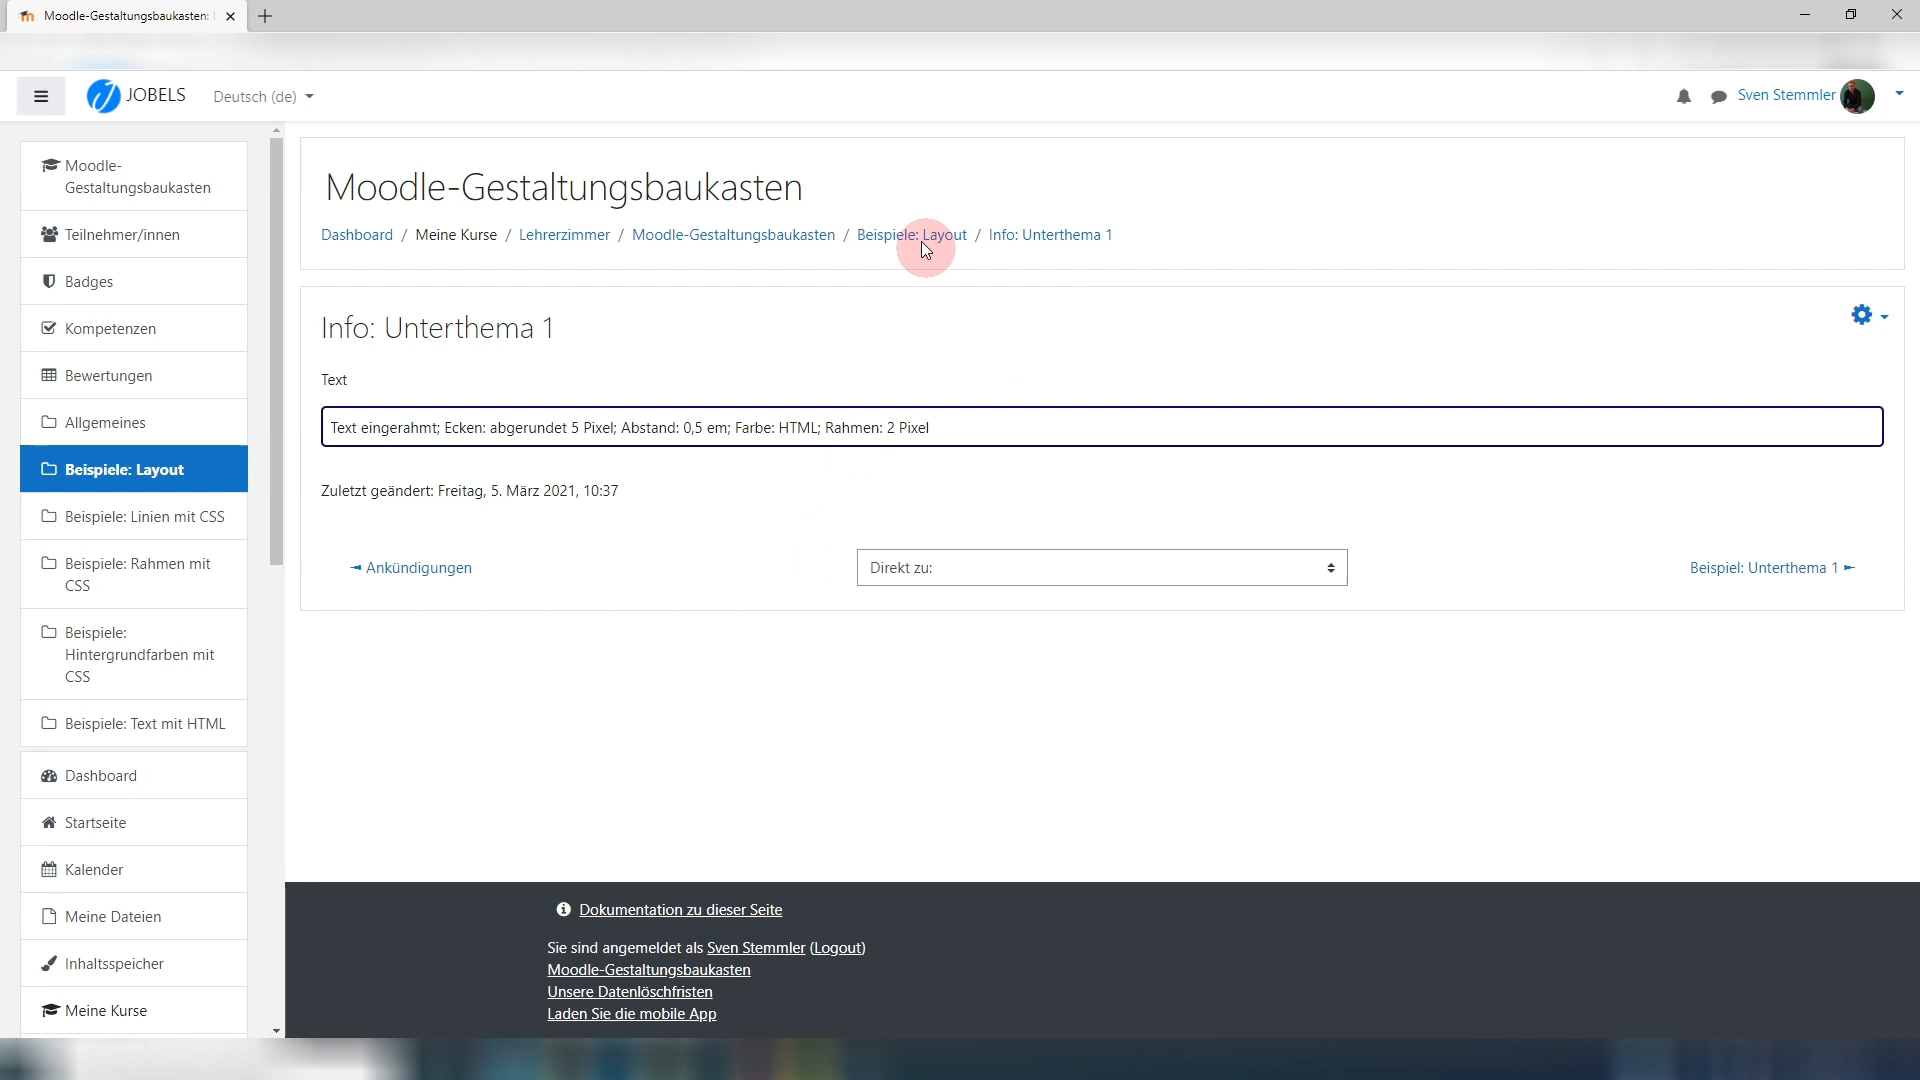 Moodle-Gestaltungsbaukasten:
JOBELS
Deutsch (de)
Sven Stemmler
Moodle-
Gestaltungsbaukasten
Teilnehmer/innen
Badges
Kompetenzen
Bewertungen
Allgemeines
Beispiele: Layout
Beispiele: Linien mit CSS
Beispiele: Rahmen mit
CSS
Beispiele:
Hintergrundfarben mit
CSS
Beispiele: Text mit HTML
Dashboard
Startseite
Kalender
Meine Dateien
Inhaltsspeicher
Meine Kurse
Moodle-Gestaltungsbaukasten
Dashboard / Meine Kurse / Lehrerzimmer / Moodle-Gestaltungsbaukasten / Beispiele: Layout / Info: Unterthema 1
Info: Unterthema 1
Text
Text eingerahmt; Ecken: abgerundet 5 Pixel; Abstand: 0,5 em; Farbe: HTML; Rahmen: 2 Pixel
Zuletzt geändert: Freitag, 5. März 2021, 10:37
◄ Ankündigungen
Direkt zu:
Beispiel: Unterthema 1 ►
Dokumentation zu dieser Seite
Sie sind angemeldet als Sven Stemmler (Logout)
Moodle-Gestaltungsbaukasten
Unsere Datenlöschfristen
Laden Sie die mobile App